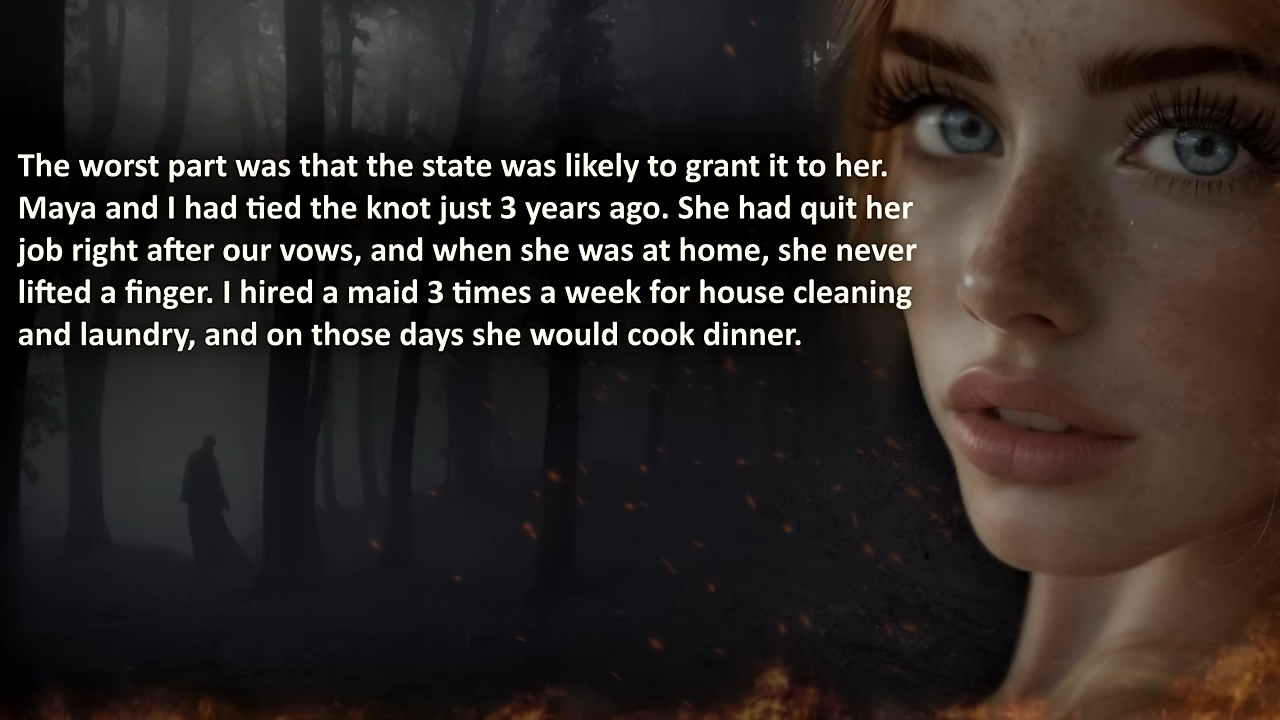 The worst part was that the state was likely to grant it to her.
Maya and I had tied the knot just 3 years ago. She had quit her
job right after our vows, and when she was at home, she never
lifted a finger. I hired a maid 3 times a week for house cleaning
and laundry, and on those days she would cook dinner.